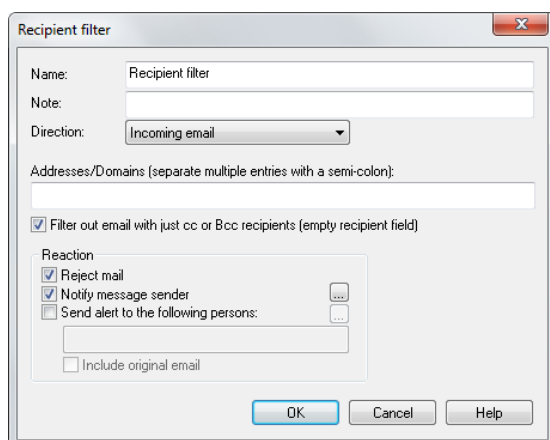 Recipient filter
Name: Recipient filter
Note:
Direction: Incoming email
Addresses/Domains (separate multiple entries with a semi-colon):
Filter out email with just cc or Bcc recipients (empty recipient field)
Reaction
Reject mail
Notify message sender ...
Send alert to the following persons: ...
Include original email
OK Cancel Help